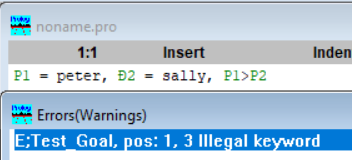 noname.pro
1:1 Insert Inden
P1 = peter, Đ2 = sally, P1>P2
Errors(Warnings)
E;Test_Goal, pos: 1, 3 Illegal keyword